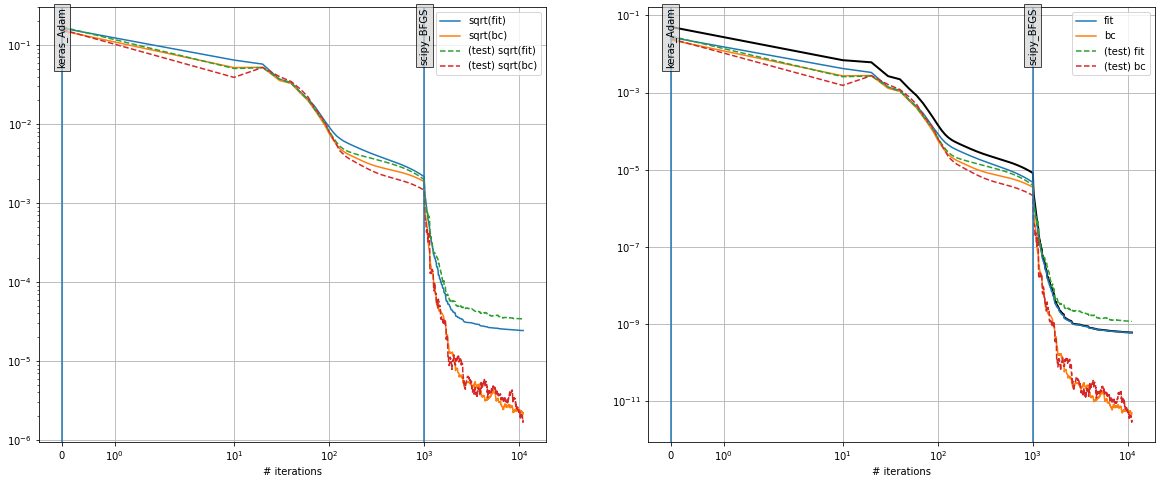 keras_Adam
scipy_BFGS
sqrt(fit)
sqrt(bc)
(test) sqrt(fit)
(test) sqrt(bc)
10⁻¹
10⁻²
10⁻³
10⁻⁴
10⁻⁵
10⁻⁶
0
10⁰
10¹
10²
10³
10⁴
# iterations
keras_Adam
scipy_BFGS
fit
bc
(test) fit
(test) bc
10⁻¹
10⁻³
10⁻⁵
10⁻⁷
10⁻⁹
10⁻¹¹
0
10⁰
10¹
10²
10³
10⁴
# iterations